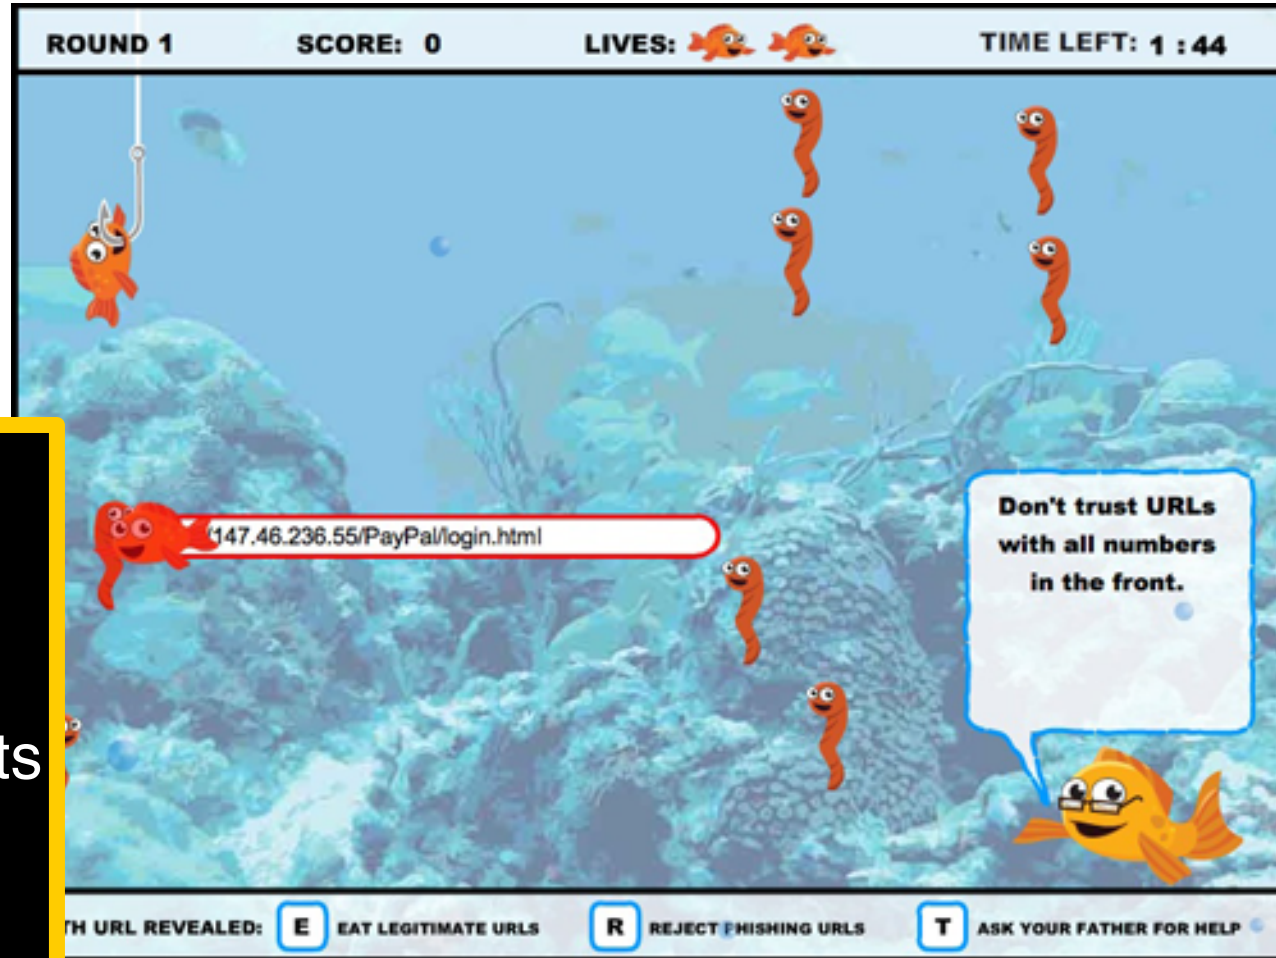 ROUND 1 SCORE: 0 LIVES: TIME LEFT: 1 : 44
Don't trust URLs
with all numbers
in the front.
/147.46.236.55/PayPal/login.html
ts
TH URL REVEALED: E EAT LEGITIMATE URLS R REJECT PHISHING URLS T ASK YOUR FATHER FOR HELP